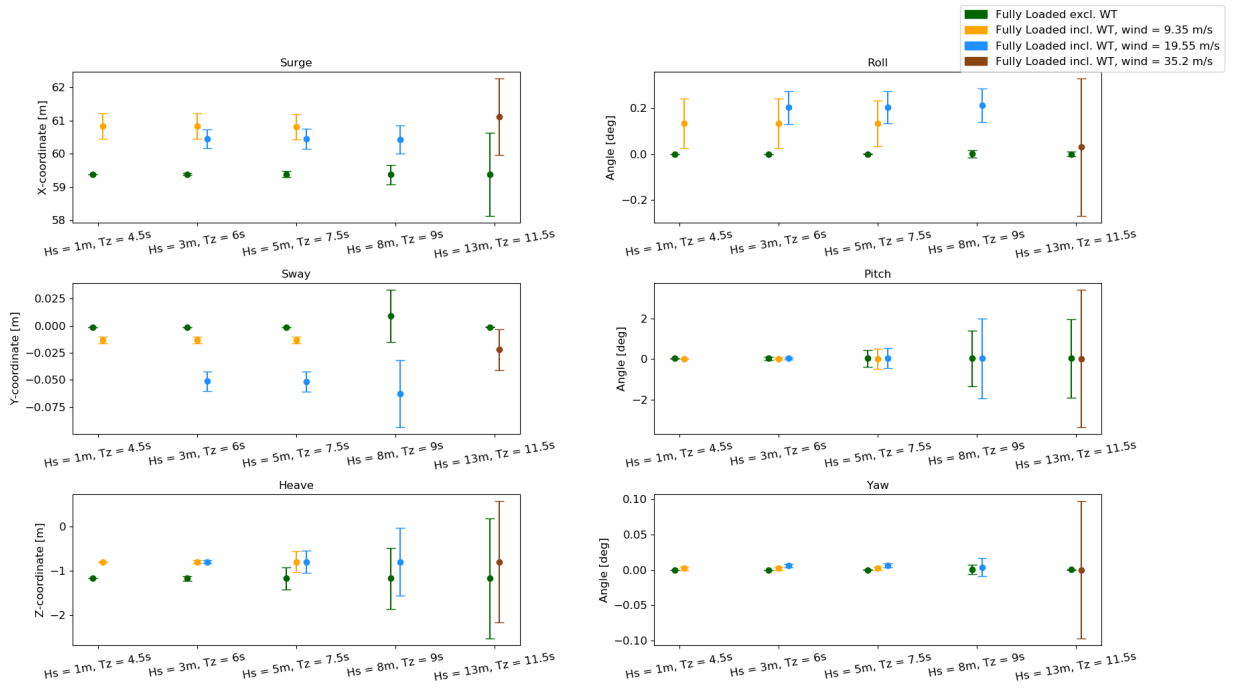 Fully Loaded excl. WT
Fully Loaded incl. WT, wind = 9.35 m/s
Fully Loaded incl. WT, wind = 19.55 m/s
Fully Loaded incl. WT, wind = 35.2 m/s
Surge
X-coordinate [m]
62
61
60
59
58
Hs = 1m, Tz = 4.5s
Hs = 3m, Tz = 6s
Hs = 5m, Tz = 7.5s
Hs = 8m, Tz = 9s
Hs = 13m, Tz = 11.5s
Roll
Angle [deg]
0.2
0.0
−0.2
Hs = 1m, Tz = 4.5s
Hs = 3m, Tz = 6s
Hs = 5m, Tz = 7.5s
Hs = 8m, Tz = 9s
Hs = 13m, Tz = 11.5s
Sway
Y-coordinate [m]
0.025
0.000
−0.025
−0.050
−0.075
Hs = 1m, Tz = 4.5s
Hs = 3m, Tz = 6s
Hs = 5m, Tz = 7.5s
Hs = 8m, Tz = 9s
Hs = 13m, Tz = 11.5s
Pitch
Angle [deg]
2
0
−2
Hs = 1m, Tz = 4.5s
Hs = 3m, Tz = 6s
Hs = 5m, Tz = 7.5s
Hs = 8m, Tz = 9s
Hs = 13m, Tz = 11.5s
Heave
Z-coordinate [m]
0
−1
−2
Hs = 1m, Tz = 4.5s
Hs = 3m, Tz = 6s
Hs = 5m, Tz = 7.5s
Hs = 8m, Tz = 9s
Hs = 13m, Tz = 11.5s
Yaw
Angle [deg]
0.10
0.05
0.00
−0.05
−0.10
Hs = 1m, Tz = 4.5s
Hs = 3m, Tz = 6s
Hs = 5m, Tz = 7.5s
Hs = 8m, Tz = 9s
Hs = 13m, Tz = 11.5s